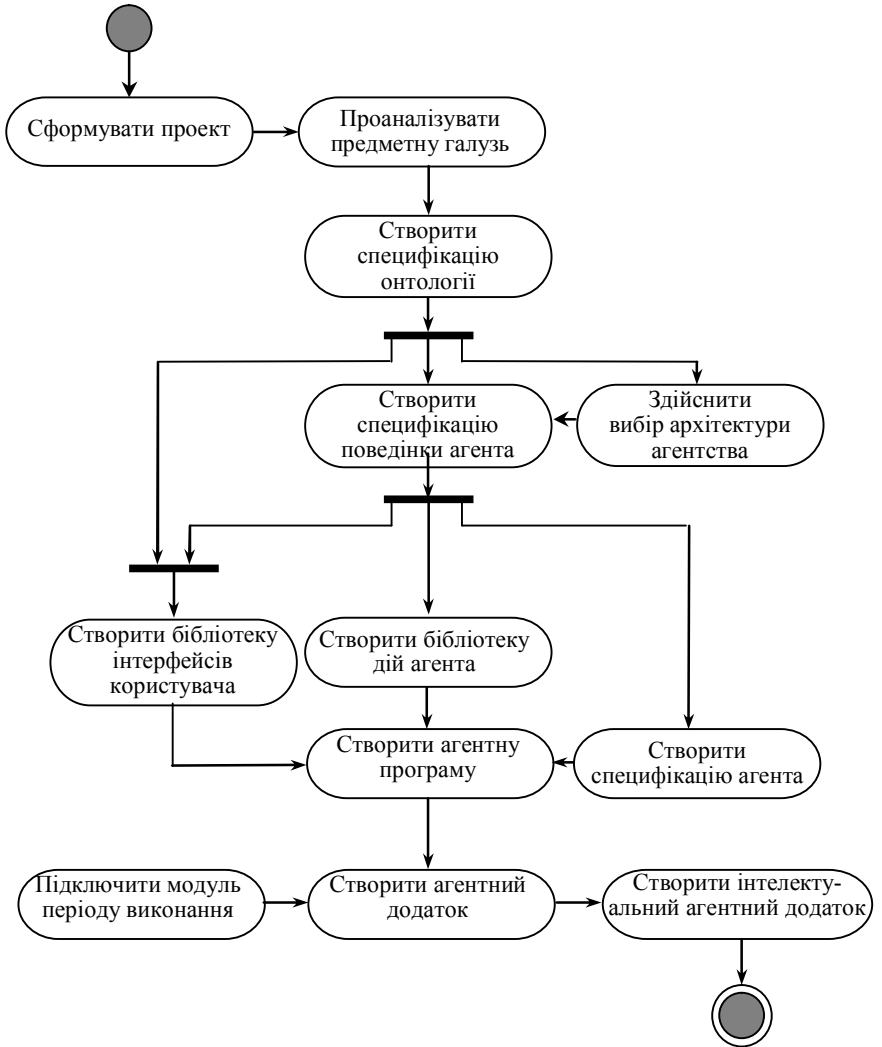 Сформувати проект
Проаналізувати
предметну галузь
Створити
специфікацію
онтології
Створити
специфікацію
поведінки агента
Здійснити
вибір архітектури
агентства
Створити бібліотеку
інтерфейсів
користувача
Створити бібліотеку
дій агента
Створити агентну
програму
Створити
специфікацію агента
Підключити модуль
періоду виконання
Створити агентний
додаток
Створити інтелекту-
альний агентний додаток